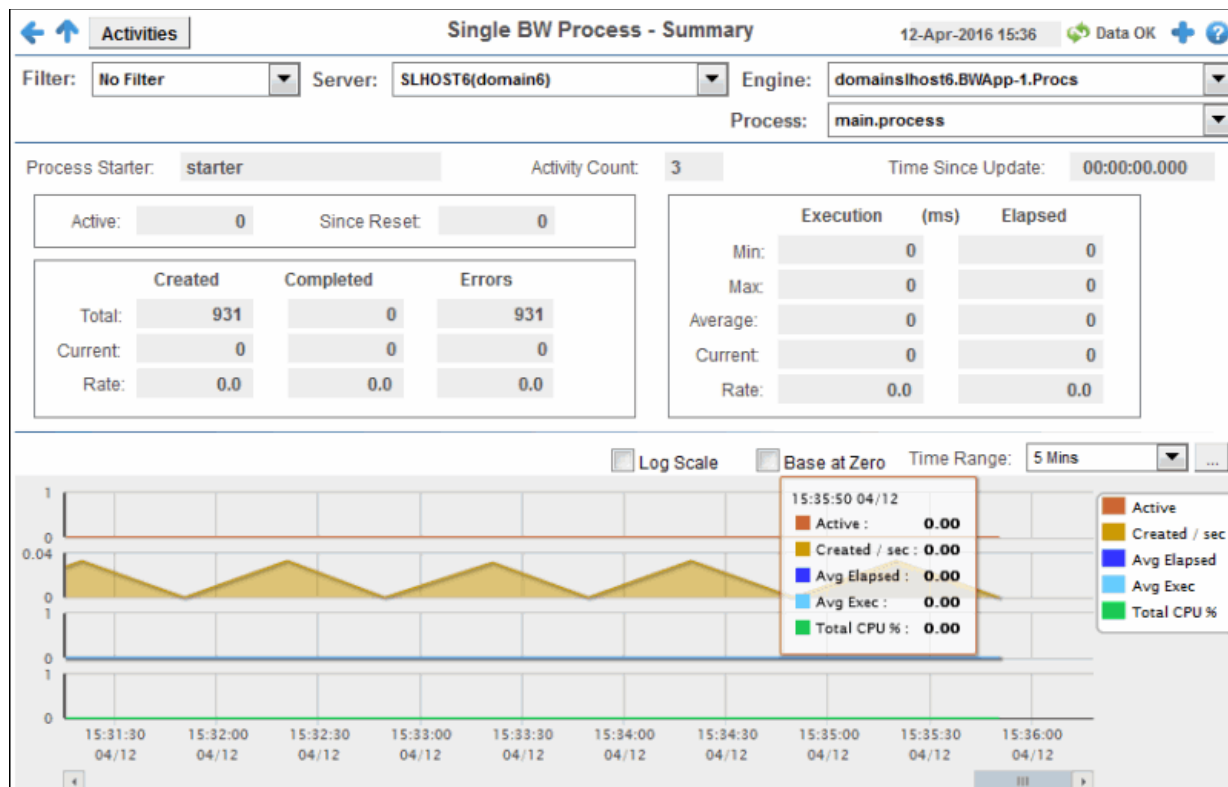 Activities Single BW Process - Summary 12-Apr-2016 15:36 Data OK
Filter: No Filter Server: SLHOST6(domain6) Engine: domainslhost6.BWApp-1.Procs
Process: main.process
Process Starter: starter Activity Count: 3 Time Since Update: 00:00:00.000
Active: 0 Since Reset: 0
Execution (ms) Elapsed
Min: 0 0
Max: 0 0
Average: 0 0
Current: 0 0
Rate: 0.0 0.0
Created Completed Errors
Total: 931 0 931
Current: 0 0 0
Rate: 0.0 0.0 0.0
Log Scale Base at Zero Time Range: 5 Mins ...
1
0
0.04
0
1
0
1
0
15:35:50 04/12
Active : 0.00
Created / sec : 0.00
Avg Elapsed : 0.00
Avg Exec : 0.00
Total CPU % : 0.00
Active
Created / sec
Avg Elapsed
Avg Exec
Total CPU %
15:31:30 15:32:00 15:32:30 15:33:00 15:33:30 15:34:00 15:34:30 15:35:00 15:35:30 15:36:00
04/12 04/12 04/12 04/12 04/12 04/12 04/12 04/12 04/12 04/12